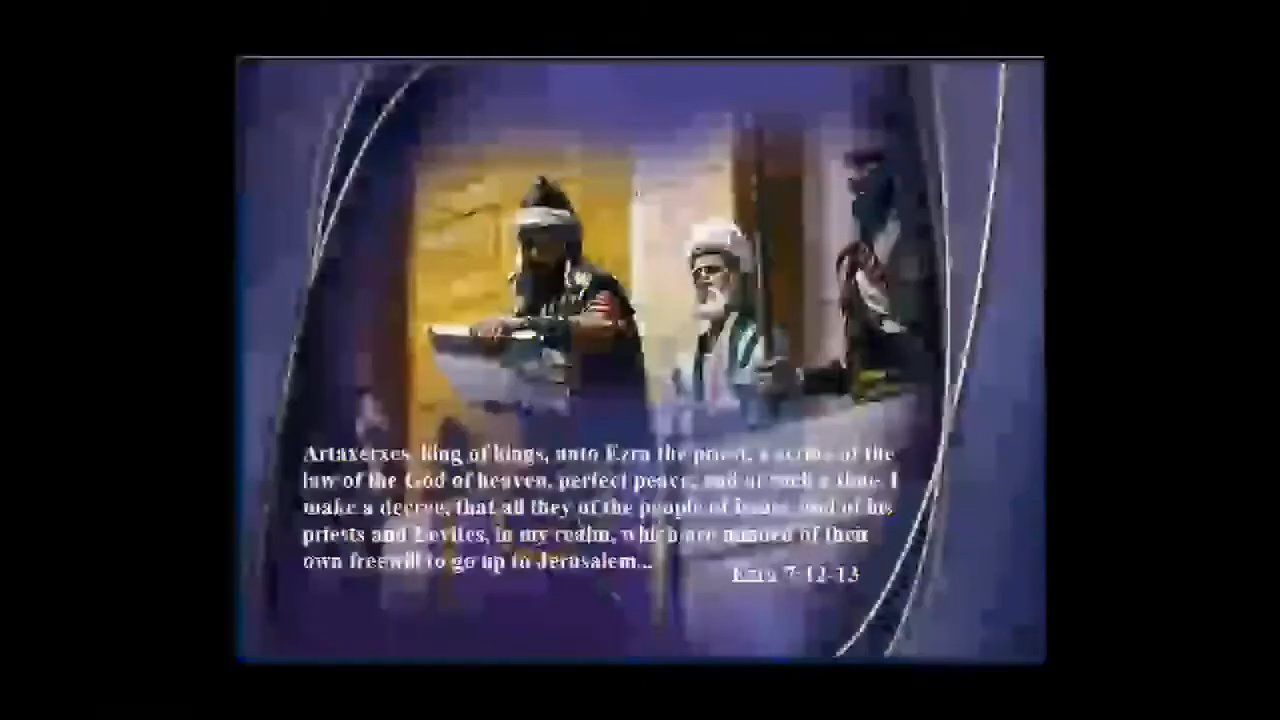 Artaxerxes, king of kings, unto Ezra the priest, a scribe of the
law of the God of heaven, perfect peace, and at such a time. I
make a decree, that all they of the people of Israel, and of his
priests and Levites, in my realm, which are minded of their
own freewill to go up to Jerusalem...
Ezra 7:12-13